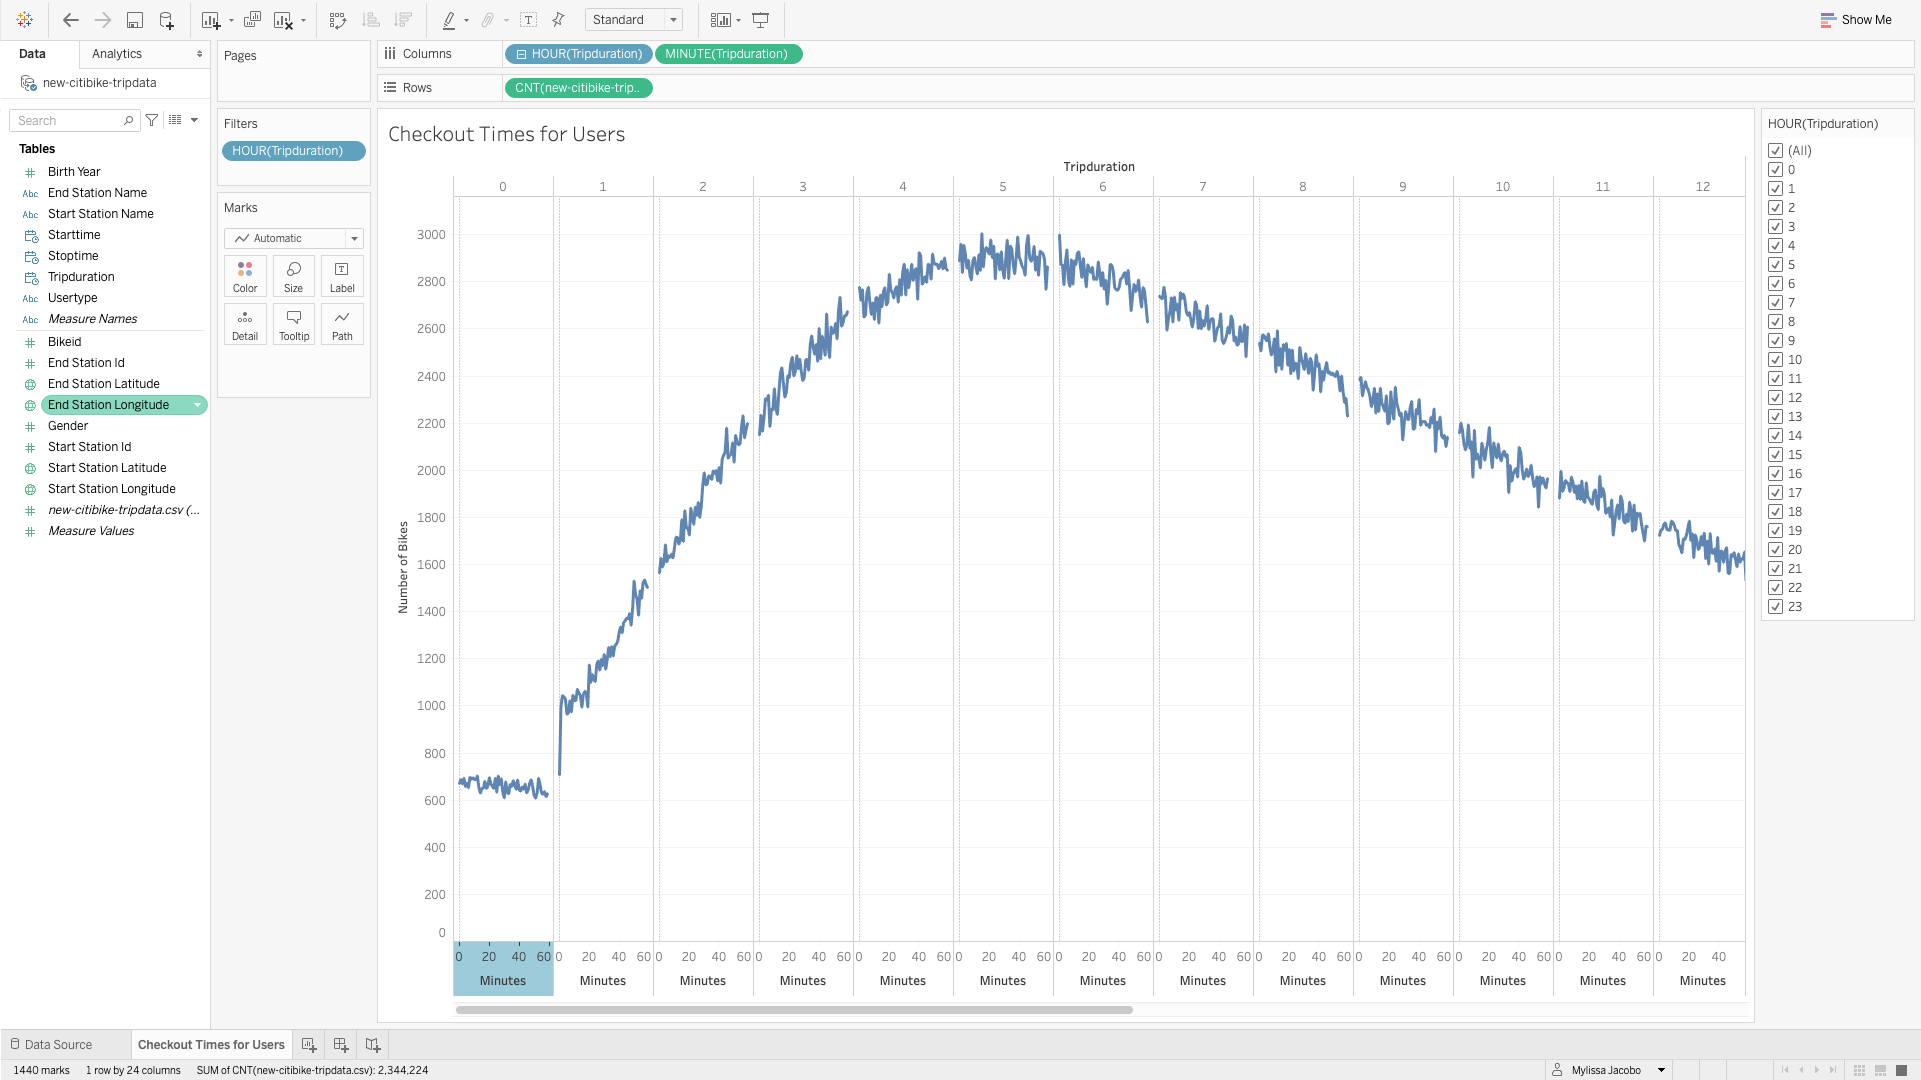 Standard
Show Me
Data
Analytics
new-citibike-tripdata
Search
Tables
Birth Year
Abc End Station Name
Abc Start Station Name
Starttime
Stoptime
Tripduration
Abc Usertype
Abc Measure Names
Bikeid
End Station Id
End Station Latitude
End Station Longitude
Gender
Start Station Id
Start Station Latitude
Start Station Longitude
new-citibike-tripdata.csv (...
Measure Values
Pages
Filters
HOUR(Tripduration)
Marks
Automatic
Color Size Label
Detail Tooltip Path
Columns HOUR(Tripduration) MINUTE(Tripduration)
Rows CNT(new-citibike-trip..
Checkout Times for Users
Tripduration
0 1 2 3 4 5 6 7 8 9 10 11 12
Number of Bikes
3000
2800
2600
2400
2200
2000
1800
1600
1400
1200
1000
800
600
400
200
0
0 20 40 60 0 20 40 60 0 20 40 60 0 20 40 60 0 20 40 60 0 20 40 60 0 20 40 60 0 20 40 60 0 20 40 60 0 20 40 60 0 20 40 60 0 20 40 60 0 20 40
Minutes Minutes Minutes Minutes Minutes Minutes Minutes Minutes Minutes Minutes Minutes Minutes Minutes
HOUR(Tripduration)
(All)
0
1
2
3
4
5
6
7
8
9
10
11
12
13
14
15
16
17
18
19
20
21
22
23
Data Source
Checkout Times for Users
1440 marks 1 row by 24 columns SUM of CNT(new-citibike-tripdata.csv): 2,344,224
Mylissa Jacobo